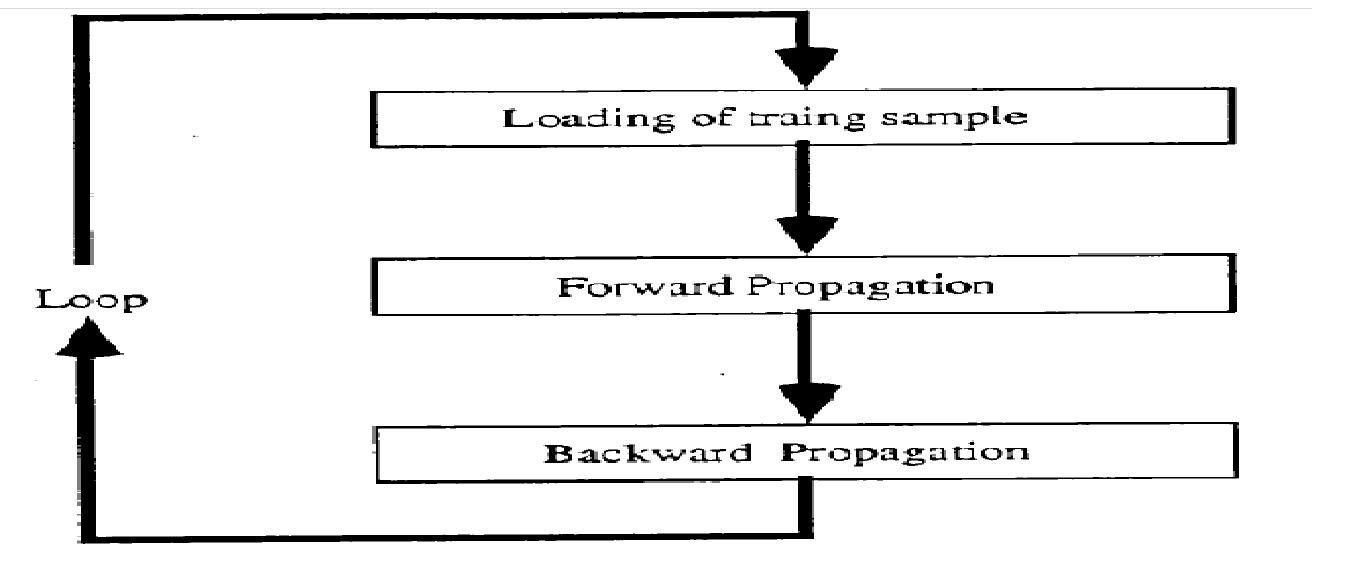 Loading of traing sample
Forward Propagation
Loop
Backward Propagation